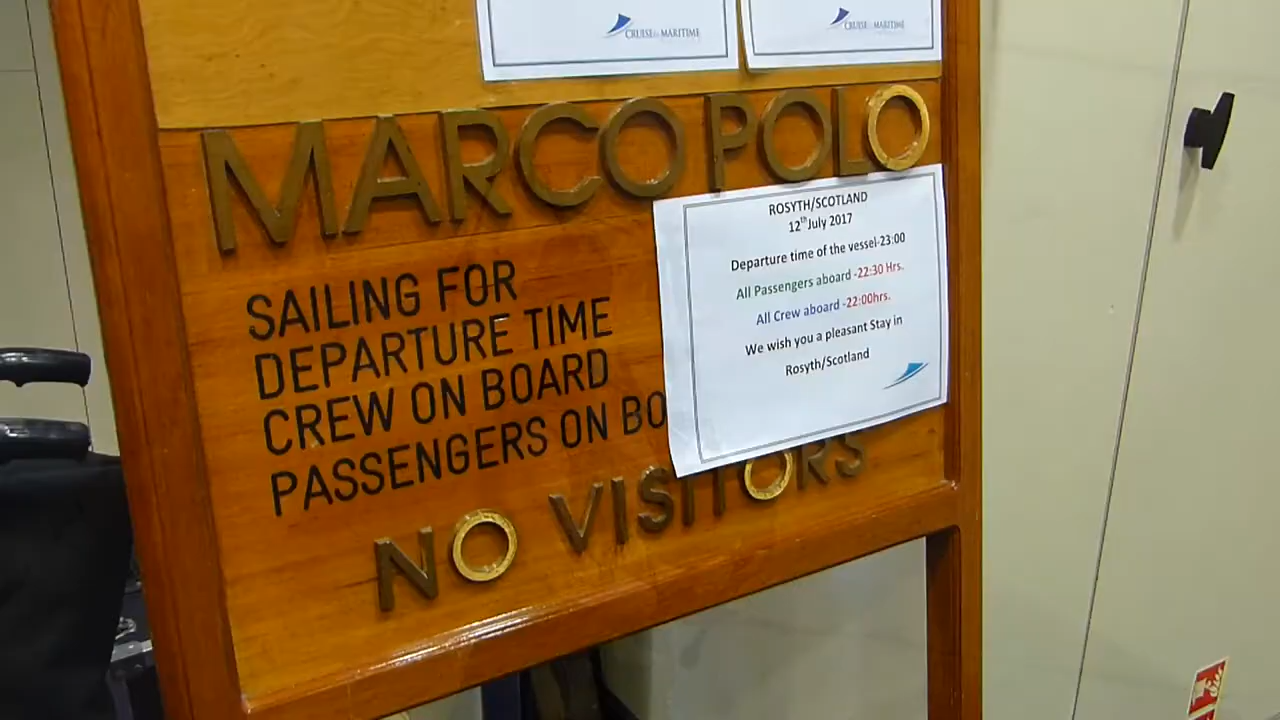 CRUISE & MARITIME
CRUISE & MARITIME
MARCO POLO
ROSYTH/SCOTLAND
12th July 2017
Departure time of the vessel-23:00
All Passengers aboard -22:30 Hrs.
All Crew aboard -22:00hrs.
We wish you a pleasant Stay in
Rosyth/Scotland
SAILING FOR
DEPARTURE TIME
CREW ON BOARD
PASSENGERS ON BO
NO VISITORS